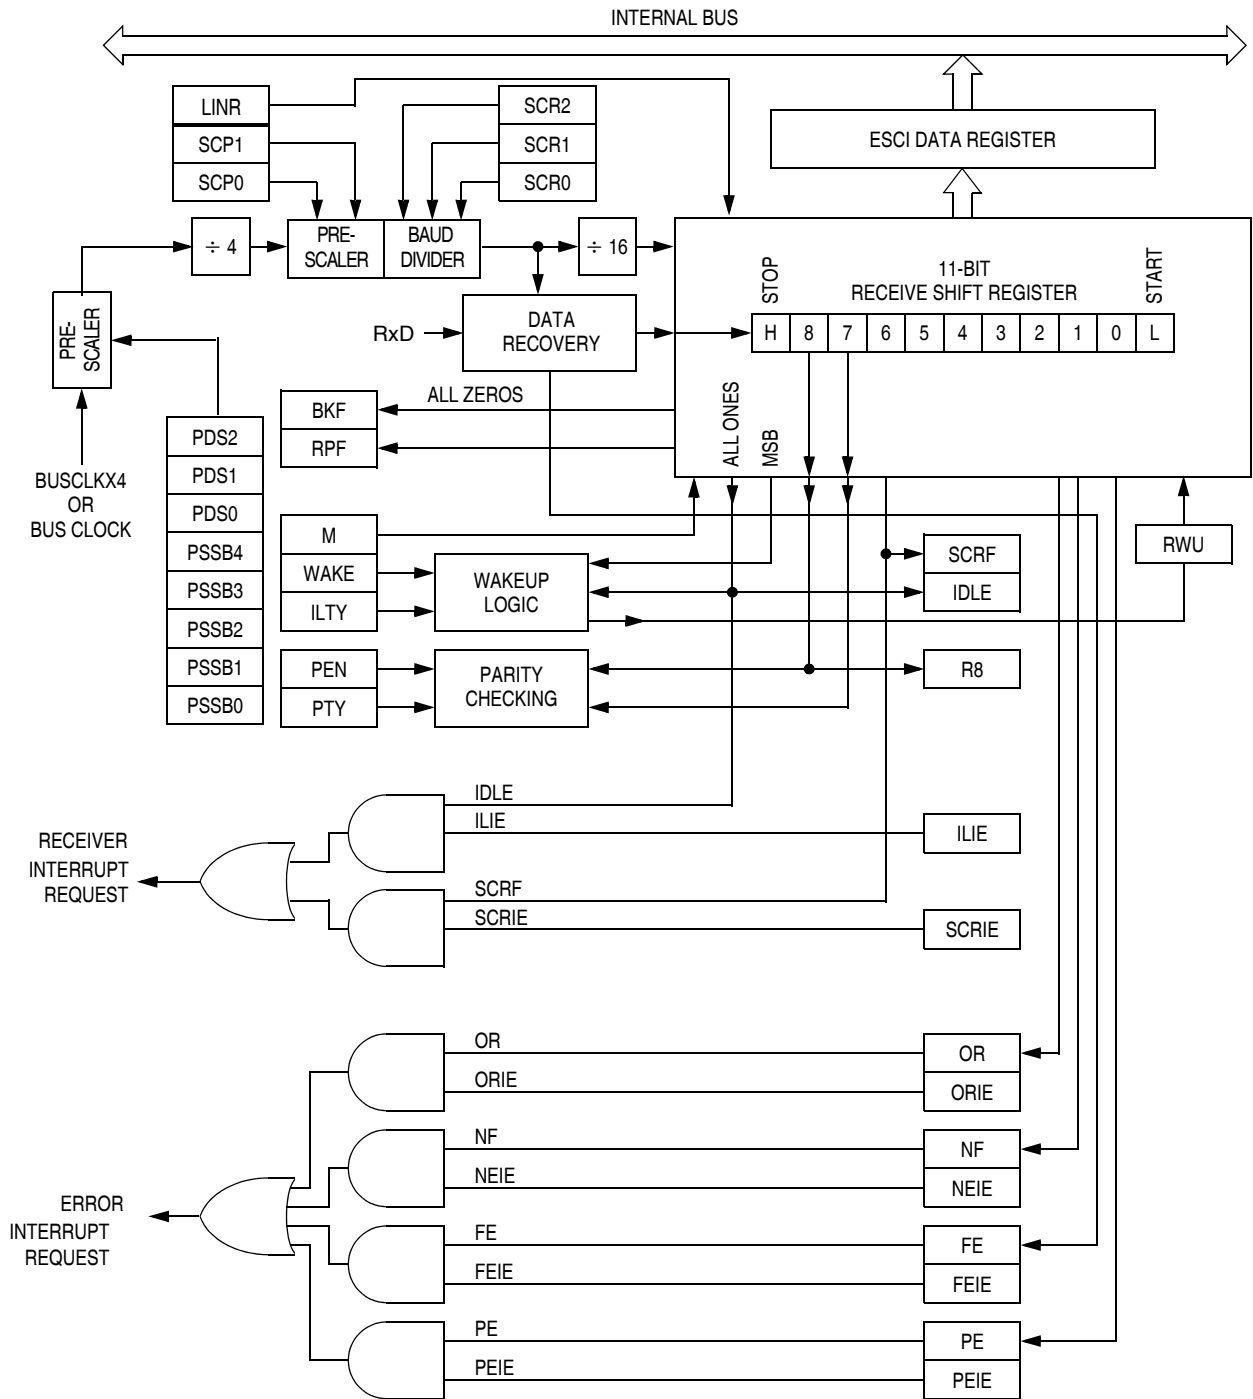 INTERNAL BUS
LINR
SCP1
SCP0
SCR2
SCR1
SCR0
ESCI DATA REGISTER
÷ 4
PRE-
SCALER
BAUD
DIVIDER
÷ 16
PRE-
SCALER
BUSCLKX4
OR
BUS CLOCK
RxD
DATA
RECOVERY
STOP
11-BIT
RECEIVE SHIFT REGISTER
START
H 8 7 6 5 4 3 2 1 0 L
ALL ZEROS
ALL ONES
MSB
BKF
RPF
PDS2
PDS1
PDS0
PSSB4
PSSB3
PSSB2
PSSB1
PSSB0
M
WAKE
ILTY
WAKEUP
LOGIC
SCRF
IDLE
RWU
PEN
PTY
PARITY
CHECKING
R8
RECEIVER
INTERRUPT
REQUEST
IDLE
ILIE
ILIE
SCRF
SCRIE
SCRIE
ERROR
INTERRUPT
REQUEST
OR
ORIE
OR
ORIE
NF
NEIE
NF
NEIE
FE
FEIE
FE
FEIE
PE
PEIE
PE
PEIE